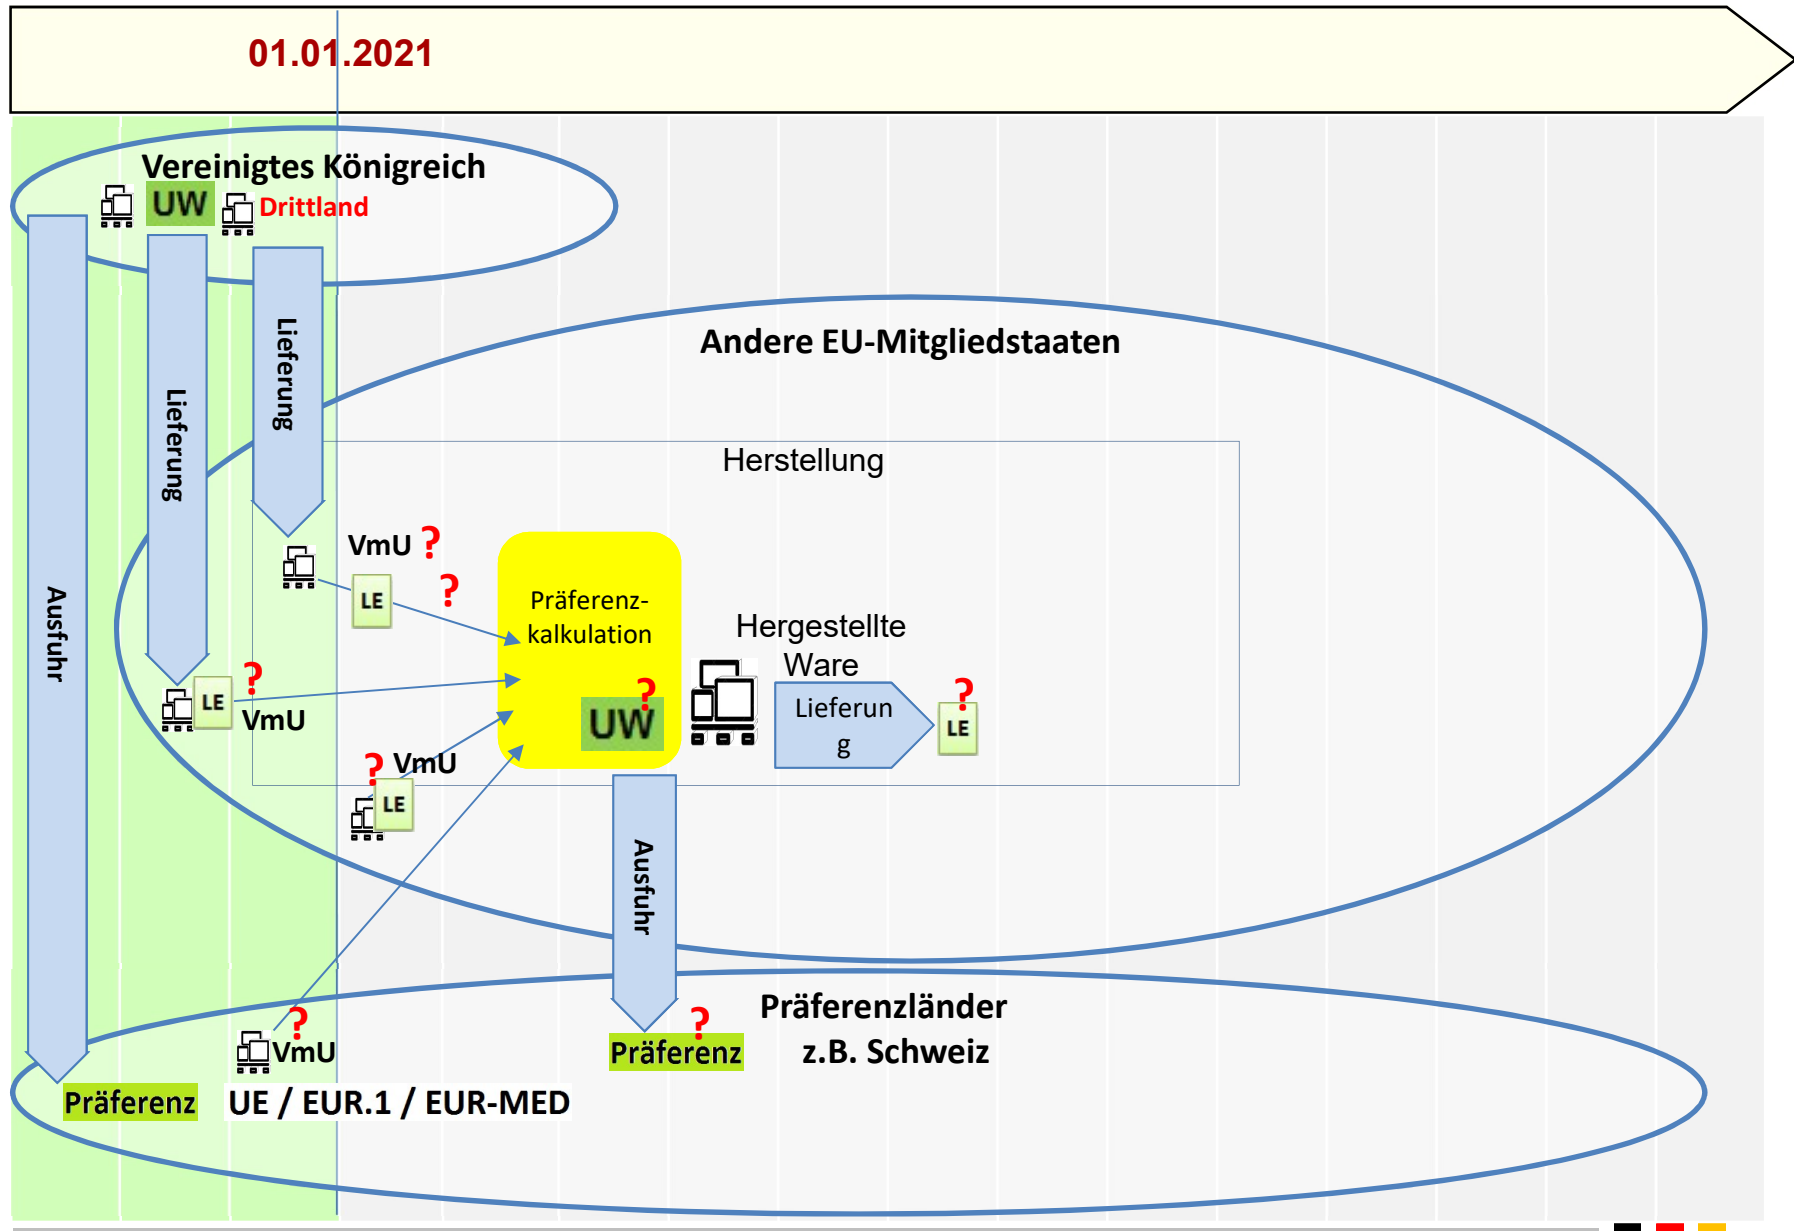 01.01.2021
Vereinigtes Königreich
UW
Drittland
Lieferung
Lieferung
Ausfuhr
Andere EU-Mitgliedstaaten
Herstellung
VmU ?
LE ?
Präferenz-
kalkulation
UW ?
Hergestellte
Ware
Lieferun
g
LE ?
LE ?
VmU
? VmU
LE
Ausfuhr
Präferenzländer
z.B. Schweiz
?
VmU
?
Präferenz
Präferenz
UE / EUR.1 / EUR-MED